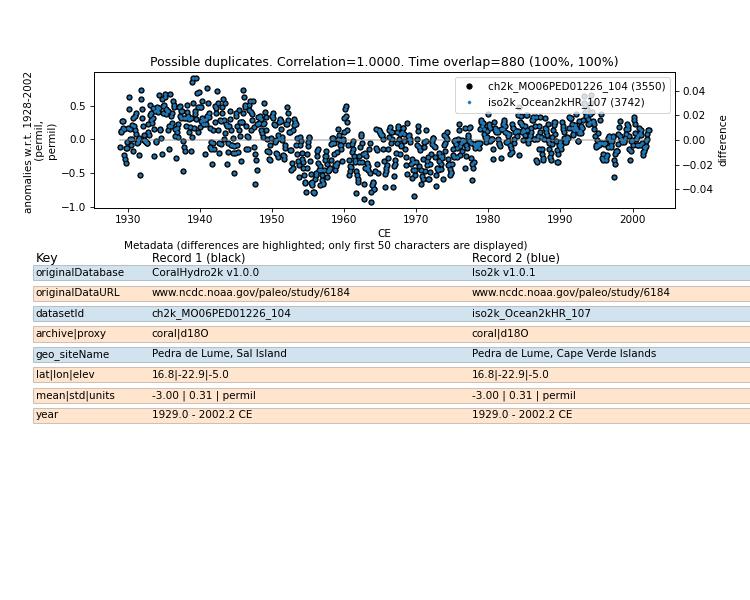 Possible duplicates. Correlation=1.0000. Time overlap=880 (100%, 100%)
anomalies w.r.t. 1928-2002
(permil,
permil)
0.5
0.0
−0.5
−1.0
ch2k_MO06PED01226_104 (3550)
iso2k_Ocean2kHR_107 (3742)
0.04
0.02
0.00
−0.02
−0.04
difference
1930 1940 1950 1960 1970 1980 1990 2000
CE
Metadata (differences are highlighted; only first 50 characters are displayed)
Key Record 1 (black) Record 2 (blue)
originalDatabase CoralHydro2k v1.0.0 Iso2k v1.0.1
originalDataURL www.ncdc.noaa.gov/paleo/study/6184 www.ncdc.noaa.gov/paleo/study/6184
datasetId ch2k_MO06PED01226_104 iso2k_Ocean2kHR_107
archive|proxy coral|d18O coral|d18O
geo_siteName Pedra de Lume, Sal Island Pedra de Lume, Cape Verde Islands
lat|lon|elev 16.8|-22.9|-5.0 16.8|-22.9|-5.0
mean|std|units -3.00 | 0.31 | permil -3.00 | 0.31 | permil
year 1929.0 - 2002.2 CE 1929.0 - 2002.2 CE